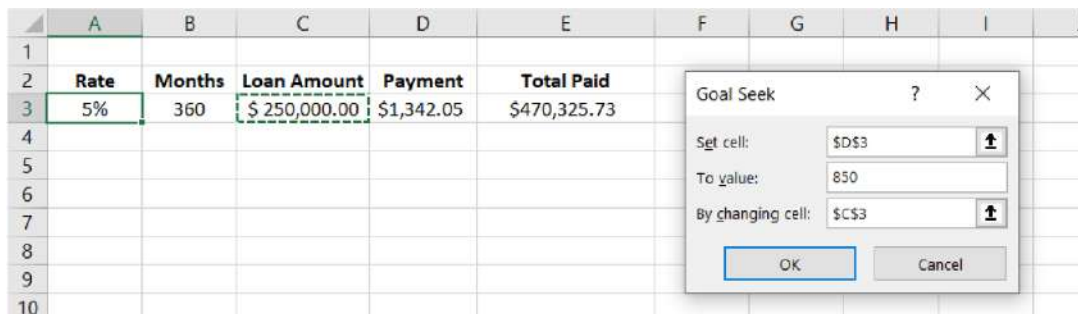 A B C D E F G H I
1
2 Rate Months Loan Amount Payment Total Paid
3 5% 360 $ 250,000.00 $1,342.05 $470,325.73
4
5
6
7
8
9
10
Goal Seek ? ×
Set cell: $D$3
To value: 850
By changing cell: $C$3
OK Cancel